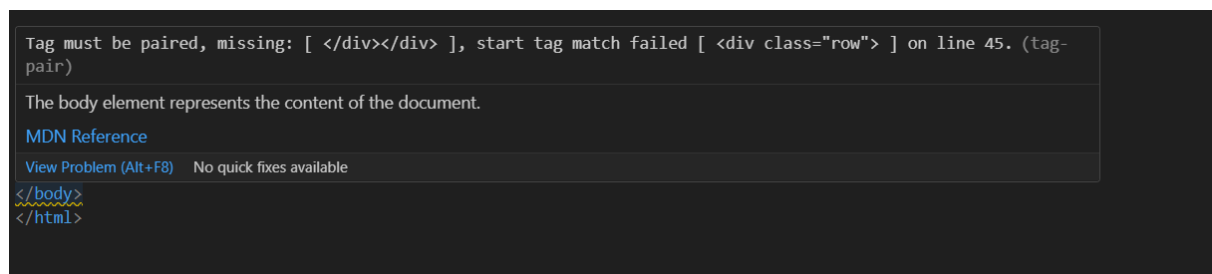 Tag must be paired, missing: [ </div></div> ], start tag match failed [ <div class="row"> ] on line 45. (tag-
pair)
The body element represents the content of the document.
MDN Reference
View Problem (Alt+F8) No quick fixes available
</body>
</html>